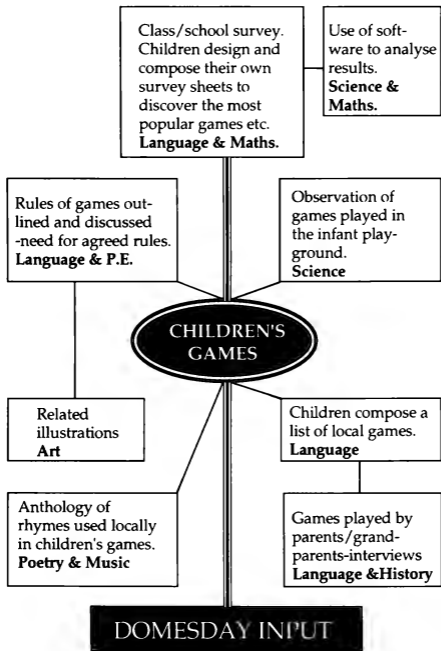 Class/school survey.
Children design and
compose their own
survey sheets to
discover the most
popular games etc.
Language & Maths.
Use of soft-
ware to analyse
results.
Science &
Maths.
Rules of games out-
lined and discussed
-need for agreed rules.
Language & P.E.
Observation of
games played in
the infant play-
ground.
Science
CHILDREN'S
GAMES
Related
illustrations
Art
Children compose a
list of local games.
Language
Anthology of
rhymes used locally
in children's games.
Poetry & Music
Games played by
parents/grand-
parents-interviews
Language &History
DOMESDAY INPUT